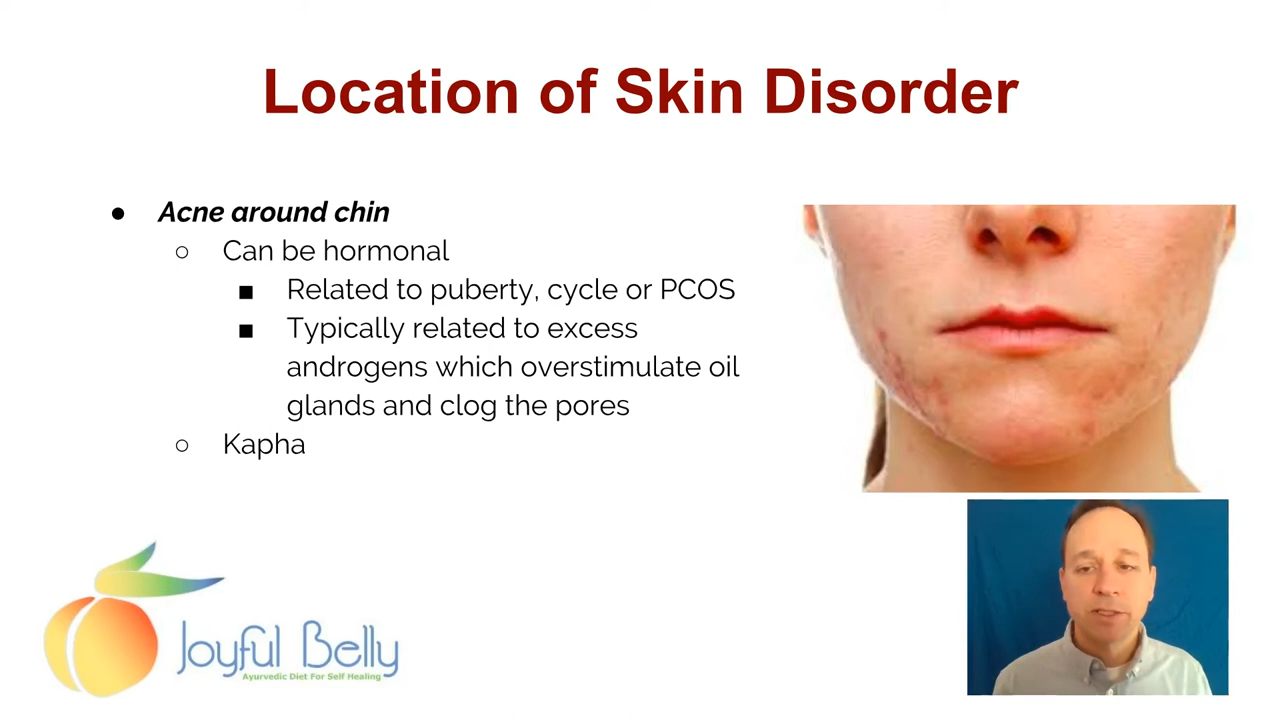 Location of Skin Disorder
● Acne around chin
○ Can be hormonal
■ Related to puberty, cycle or PCOS
■ Typically related to excess
androgens which overstimulate oil
glands and clog the pores
○ Kapha
Joyful Belly
Ayurvedic Diet For Self Healing